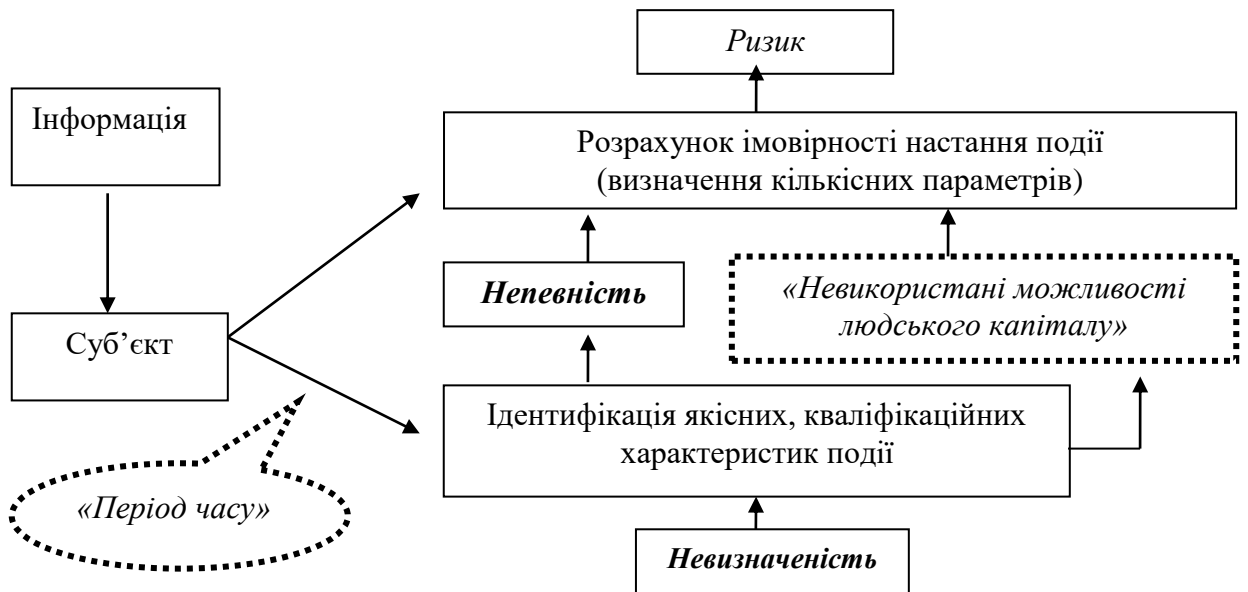 Ризик
Інформація
Розрахунок імовірності настання події
(визначення кількісних параметрів)
Непевність
«Невикористані можливості
людського капіталу»
Суб’єкт
Ідентифікація якісних, кваліфікаційних
характеристик події
«Період часу»
Невизначеність